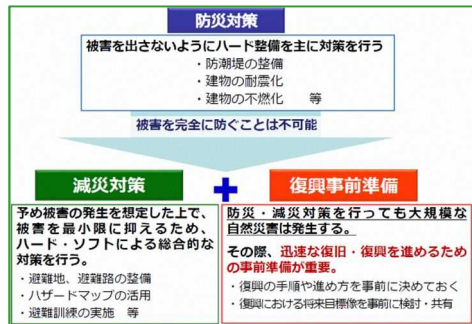 防災対策
被害を出さないようにハード整備を主に対策を行う
・防潮堤の整備
・建物の耐震化
・建物の不燃化　等
被害を完全に防ぐことは不可能
減災対策
予め被害の発生を想定した上で、
被害を最小限に抑えるため、
ハード・ソフトによる総合的な
対策を行う。
・避難地、避難路の整備
・ハザードマップの活用
・避難訓練の実施　等
+
復興事前準備
防災・減災対策を行っても大規模な
自然災害は発生する。
その際、迅速な復旧・復興を進めるため
の事前準備が重要。
・復興の手順や進め方を事前に決めておく
・復興における将来目標像を事前に検討・共有